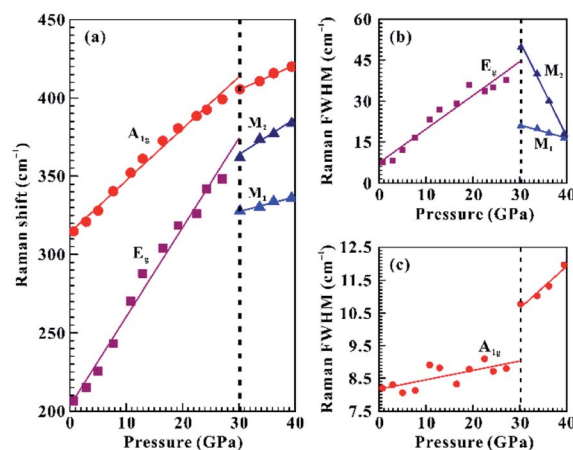 (a)
Raman shift (cm⁻¹)
450
400
350
300
250
200
A₁g
Eg
M₂
M₁
0 10 20 30 40
Pressure (GPa)
(b)
Raman FWHM (cm⁻¹)
60
45
30
15
0
Eg
M₂
M₁
0 10 20 30 40
Pressure (GPa)
(c)
Raman FWHM (cm⁻¹)
12.5
11.5
10.5
9.5
8.5
7.5
A₁g
0 10 20 30 40
Pressure (GPa)